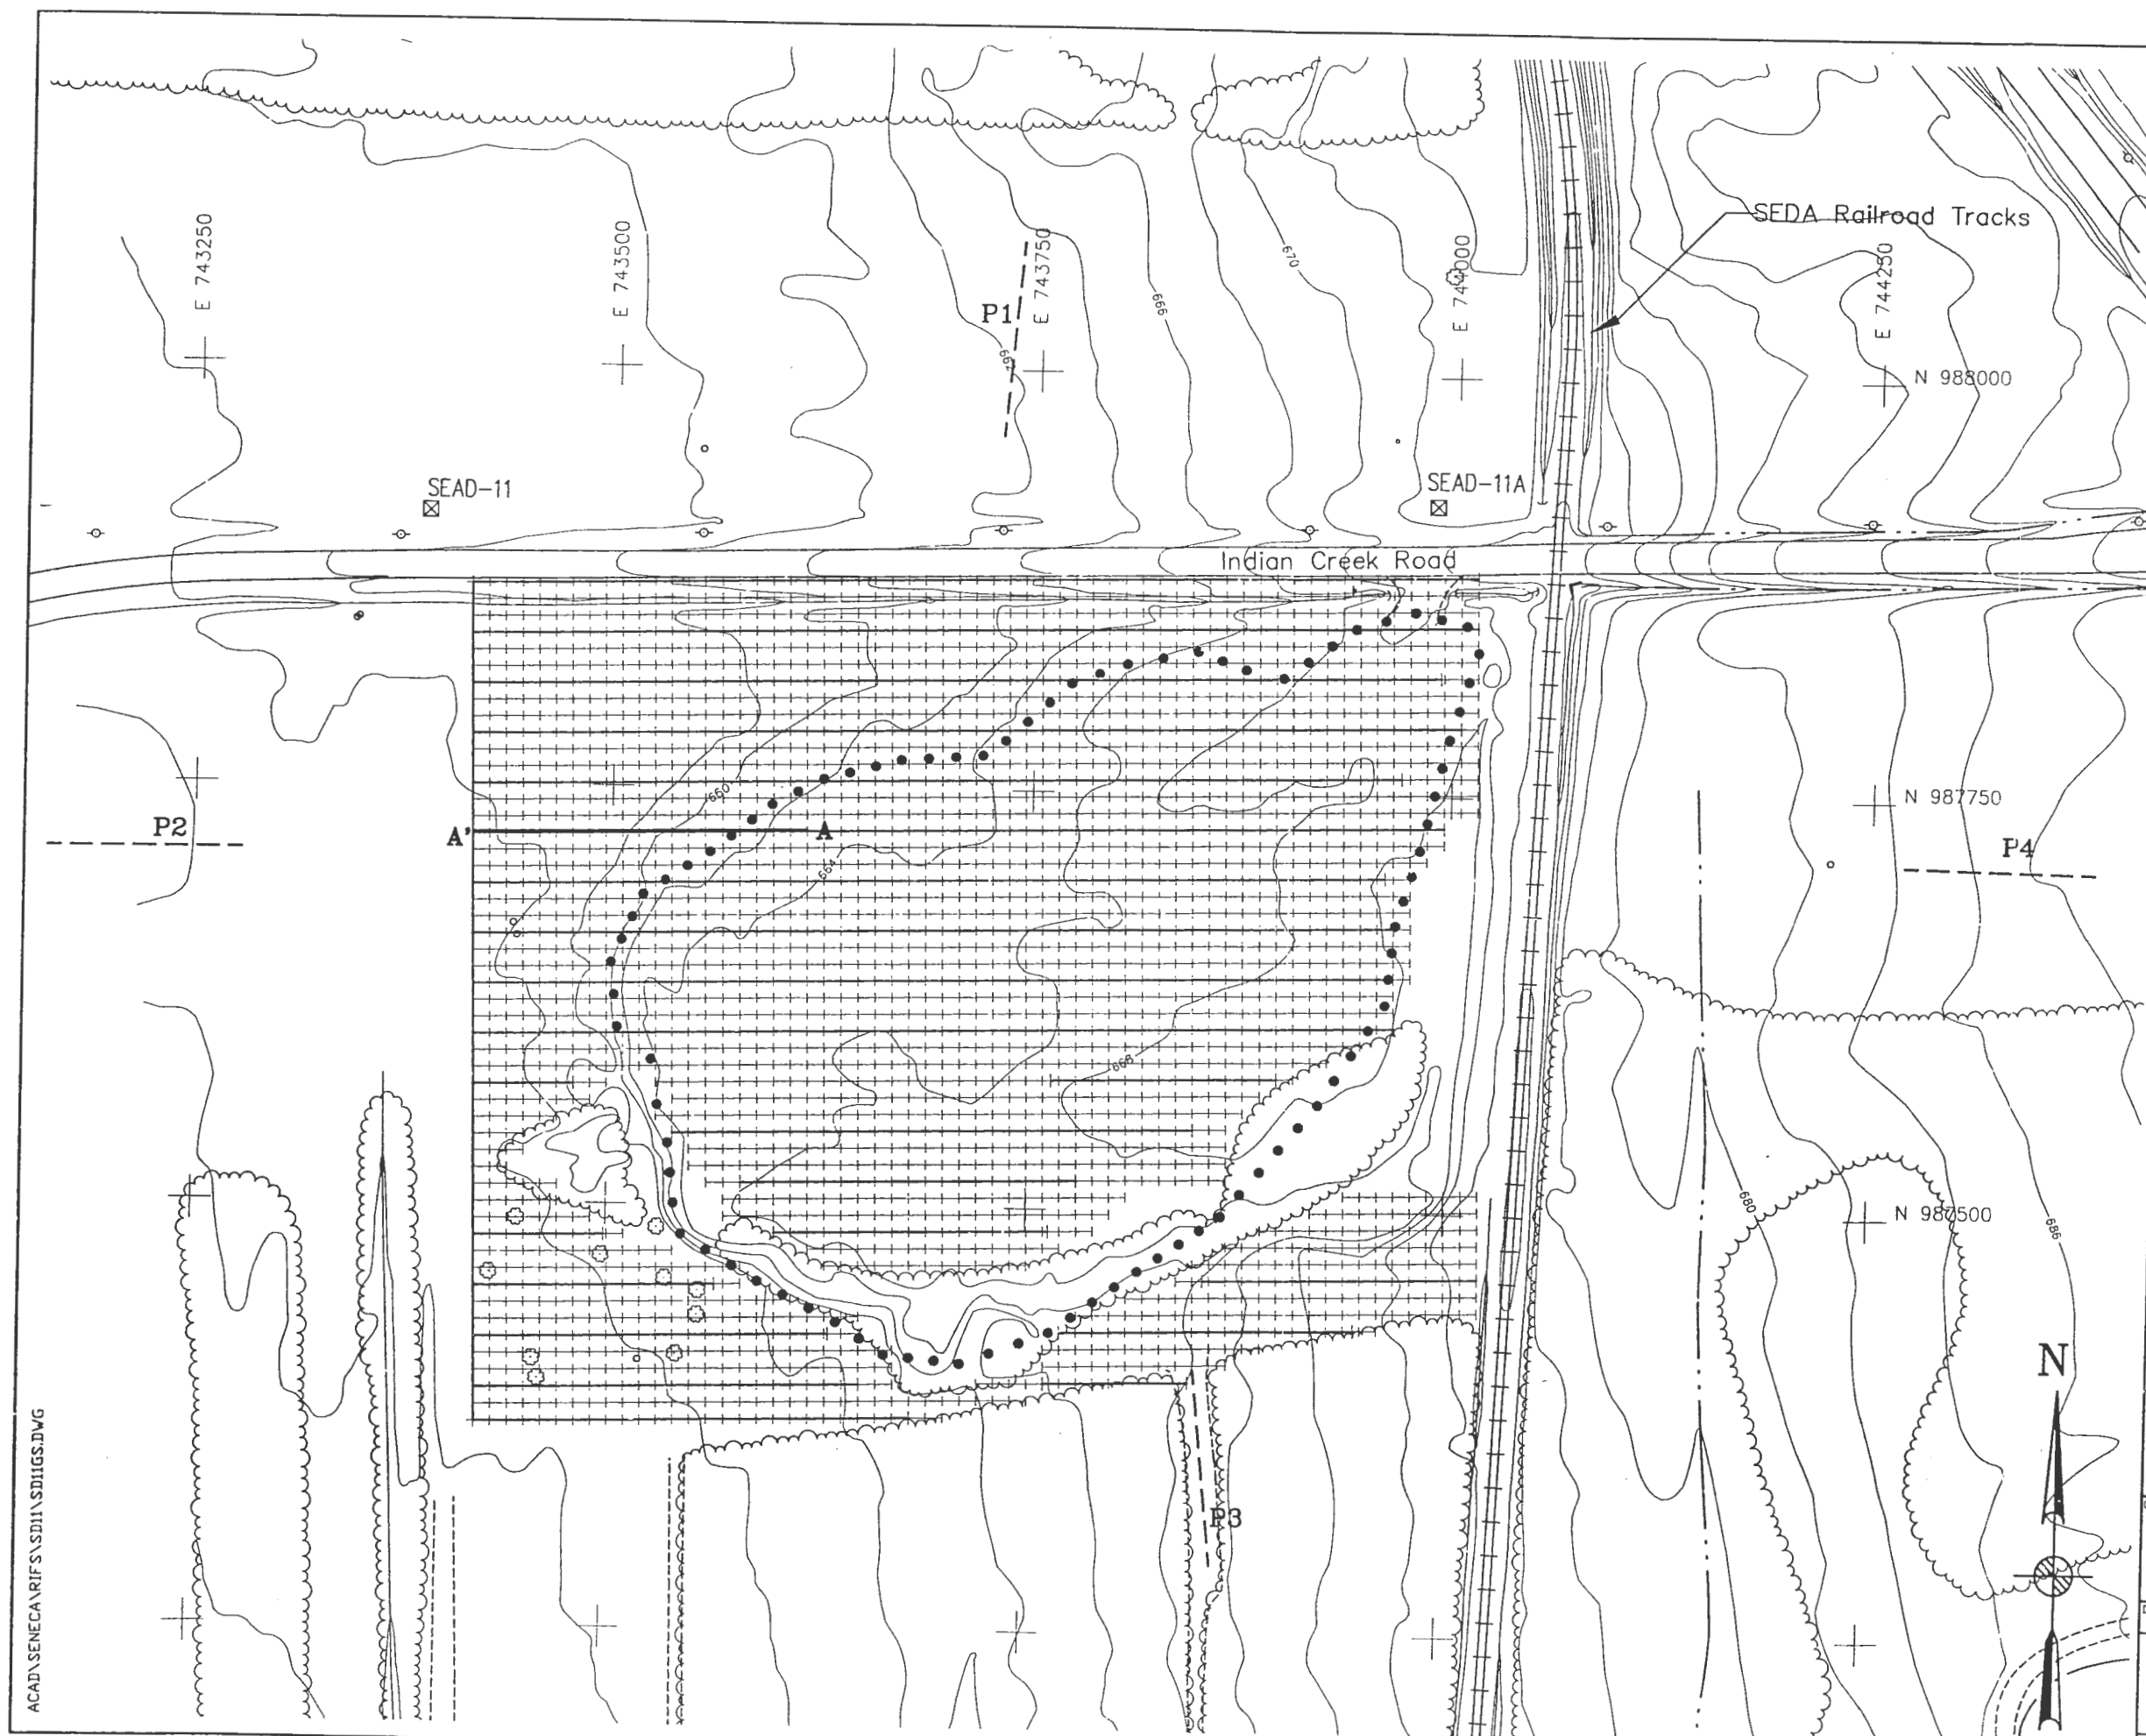 E 743250
E 743500
E 743750
E 744000
E 744250
SEDA Railroad Tracks
670
666
P1
662
N 988000
SEAD-11
SEAD-11A
Indian Creek Road
660
N 987750
P2
A'
A
P4
664
668
680
N 987500
686
N
P3
ACAD\SENECA\RIFS\SD11\SD11GS.DWG